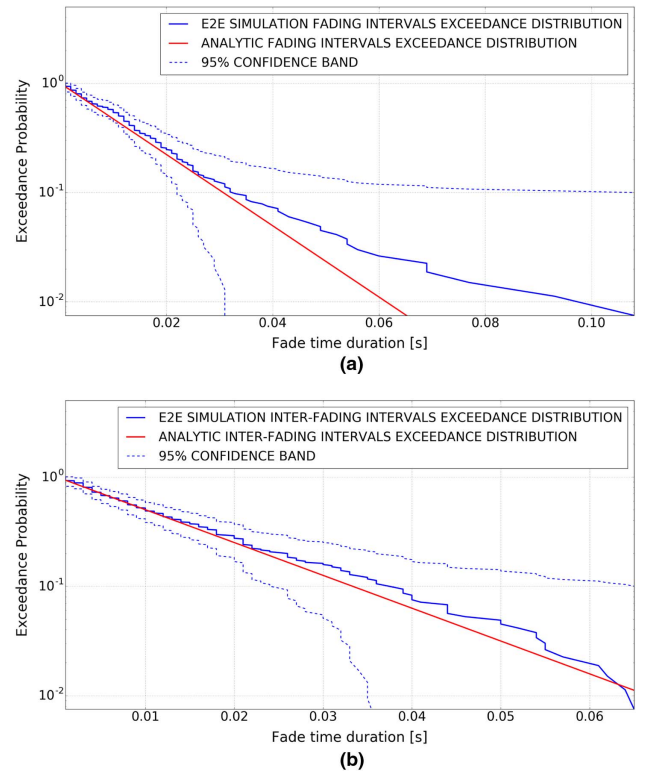 E2E SIMULATION FADING INTERVALS EXCEEDANCE DISTRIBUTION
ANALYTIC FADING INTERVALS EXCEEDANCE DISTRIBUTION
95% CONFIDENCE BAND
10^0
10^-1
10^-2
Exceedance Probability
0.02 0.04 0.06 0.08 0.10
Fade time duration [s]
(a)
E2E SIMULATION INTER-FADING INTERVALS EXCEEDANCE DISTRIBUTION
ANALYTIC INTER-FADING INTERVALS EXCEEDANCE DISTRIBUTION
95% CONFIDENCE BAND
10^0
10^-1
10^-2
Exceedance Probability
0.01 0.02 0.03 0.04 0.05 0.06
Fade time duration [s]
(b)